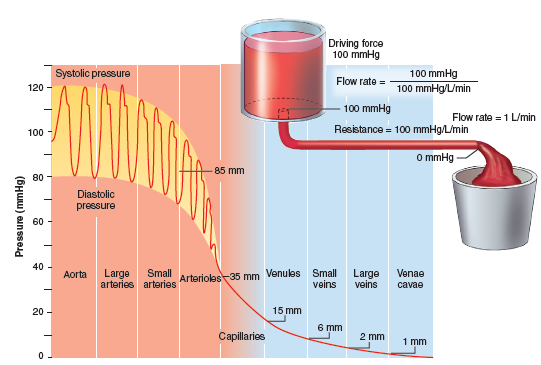 Driving force
100 mmHg
Flow rate = 100 mmHg
100 mmHg/L/min
100 mmHg
Flow rate = 1 L/min
Resistance = 100 mmHg/L/min
0 mmHg
Pressure (mmHg)
120
100
80
60
40
20
0
Systolic pressure
85 mm
Diastolic
pressure
Aorta
Large
arteries
Small
arteries
Arterioles
35 mm
Venules
Small
veins
Large
veins
Venae
cavae
Capillaries
15 mm
6 mm
2 mm
1 mm